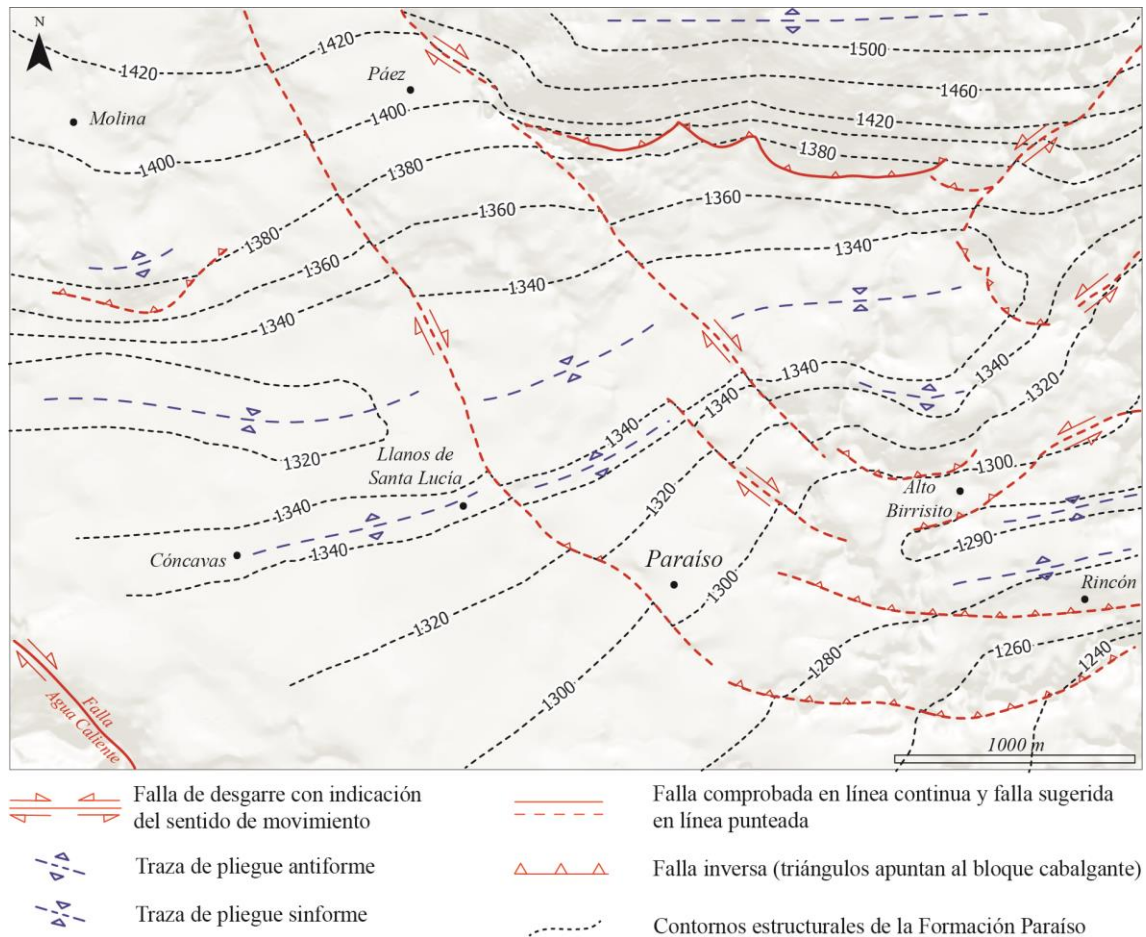 N
1420
1420
1500
Páez
1460
Molina
1400
1420
1400
1380
1380
1360
1360
1380
1340
1360
1340
1340
1340
1340
1340
1320
1340
1320
Llanos de
Santa Lucía
1300
1340
1320
Alto
Birrisito
1340
1290
Cóncavas
Paraíso
1300
Rincón
1320
1280
1260
1240
1300
Falla
Agua Caliente
1000 m
Falla de desgarre con indicación
del sentido de movimiento
Falla comprobada en línea continua y falla sugerida
en línea punteada
Traza de pliegue antiforme
Falla inversa (triángulos apuntan al bloque cabalgante)
Traza de pliegue sinforme
Contornos estructurales de la Formación Paraíso